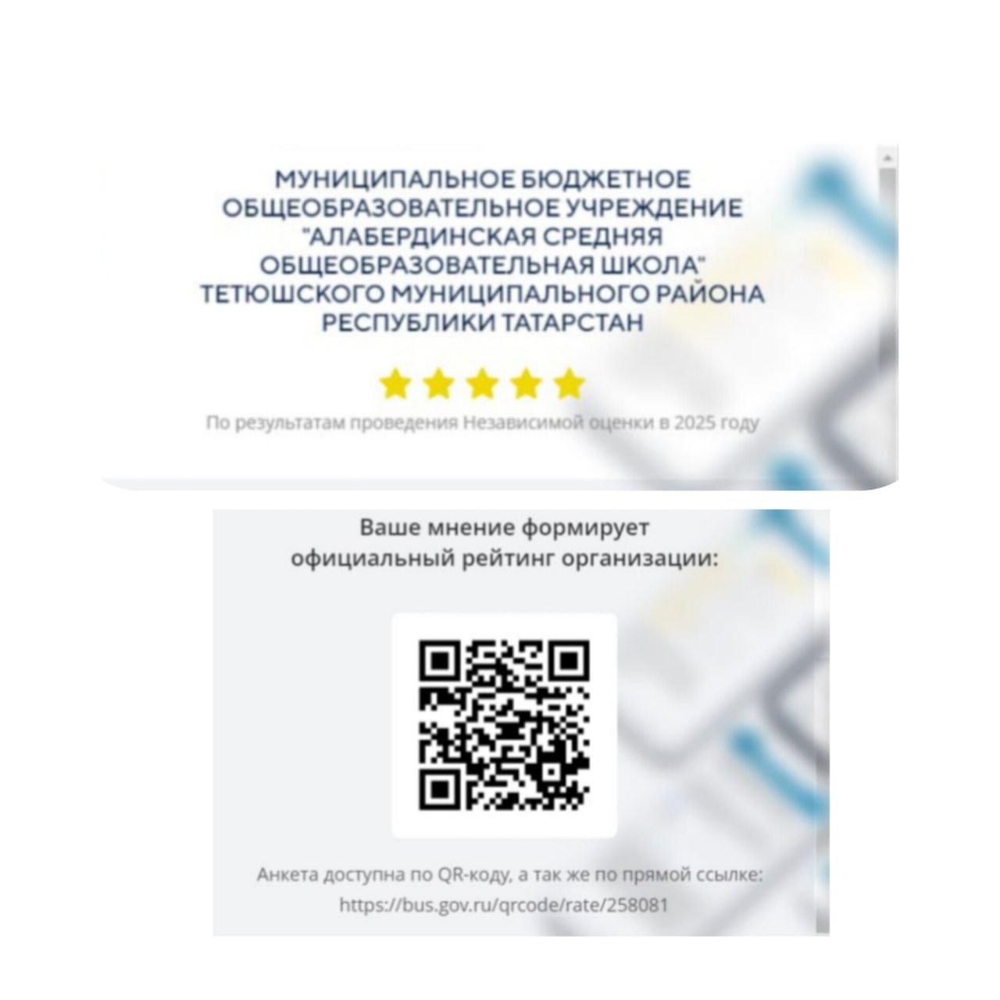 МУНИЦИПАЛЬНОЕ БЮДЖЕТНОЕ
ОБЩЕОБРАЗОВАТЕЛЬНОЕ УЧРЕЖДЕНИЕ
"АЛАБЕРДИНСКАЯ СРЕДНЯЯ
ОБЩЕОБРАЗОВАТЕЛЬНАЯ ШКОЛА"
ТЕТЮШСКОГО МУНИЦИПАЛЬНОГО РАЙОНА
РЕСПУБЛИКИ ТАТАРСТАН
По результатам проведения Независимой оценки в 2025 году
Ваше мнение формирует
официальный рейтинг организации:
Анкета доступна по QR-коду, а так же по прямой ссылке:
https://bus.gov.ru/qrcode/rate/258081